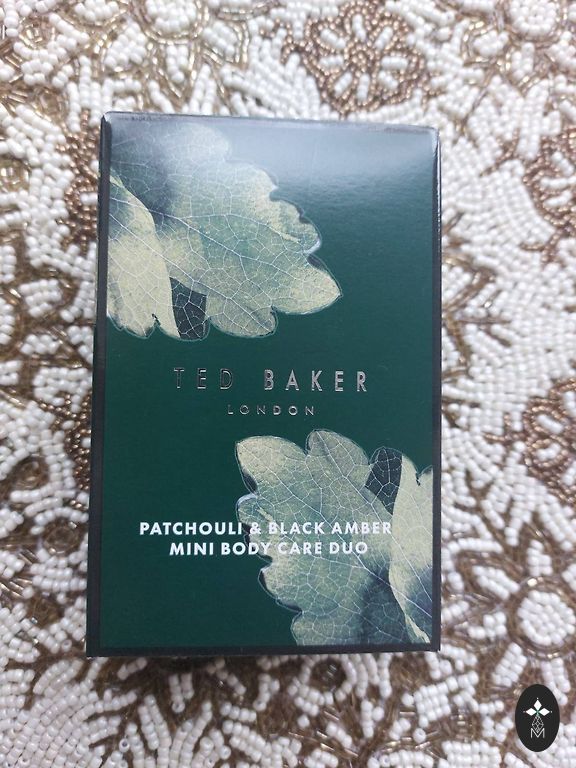 TED BAKER
LONDON
PATCHOULI & BLACK AMBER
MINI BODY CARE DUO
M